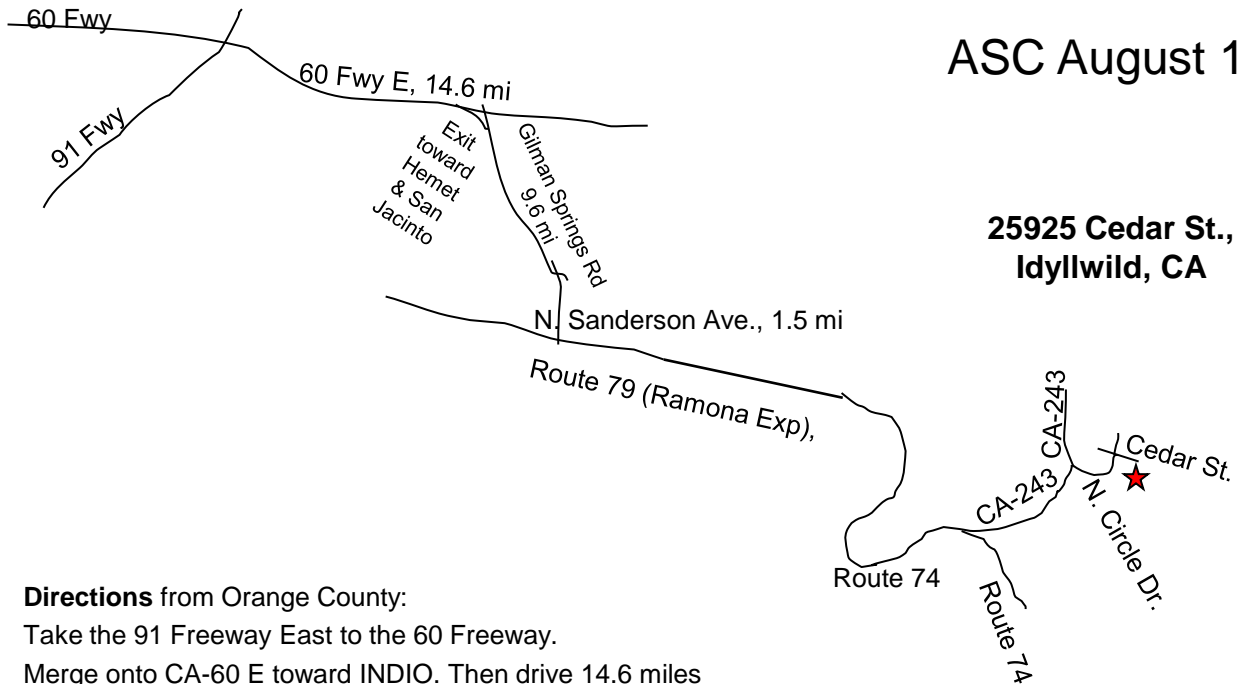 60 Fwy
ASC August 1
60 Fwy E, 14.6 mi
91 Fwy
Exit
toward
Hemet
& San
Jacinto
Gilman Springs Rd
9.6 mi
25925 Cedar St.,
Idyllwild, CA
N. Sanderson Ave., 1.5 mi
Route 79 (Ramona Exp),
CA-243
Cedar St.
CA-243
N. Circle Dr.
Route 74
Route 74
Directions from Orange County:
Take the 91 Freeway East to the 60 Freeway.
Merge onto CA-60 E toward INDIO. Then drive 14.6 miles